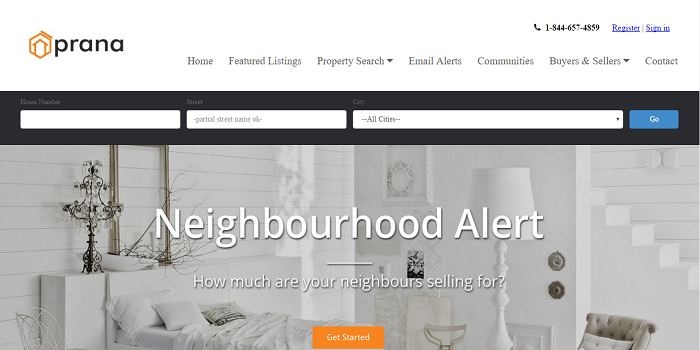 1-844-657-4859 Register | Sign in
prana
Home Featured Listings Property Search Email Alerts Communities Buyers & Sellers Contact
House Number Street City
-partial street name ok- --All Cities-- Go
Neighbourhood Alert
How much are your neighbours selling for?
Get Started